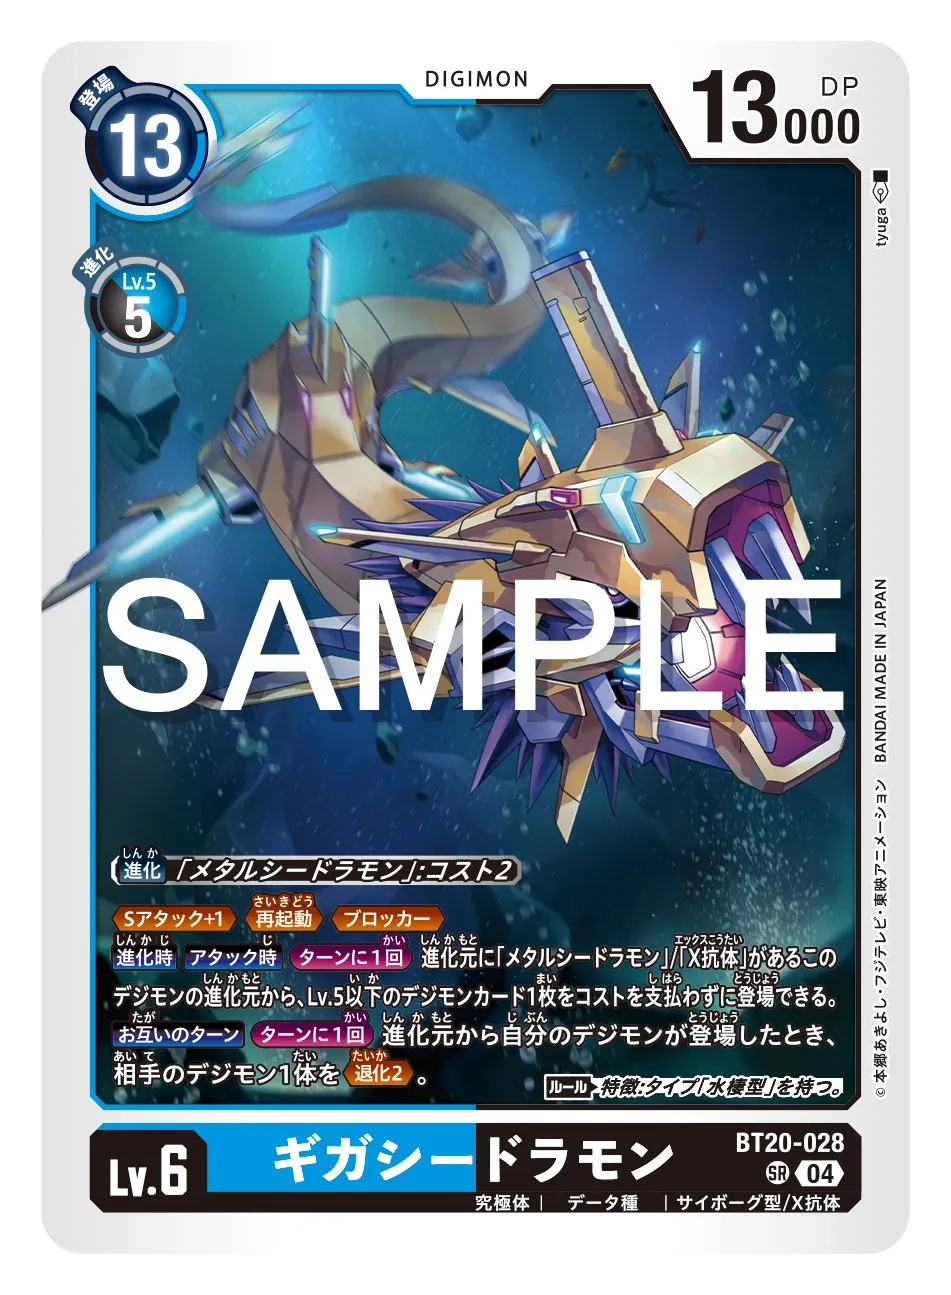 DIGIMON
登場
13
13000
DP
tyuga
進化
Lv.5
5
SAMPLE
BANDAI MADE IN JAPAN
©本郷あきよし・フジテレビ・東映アニメーション
進化 「メタルシードラモン」:コスト2
Sアタック+1 再起動 ブロッカー
進化時 アタック時 ターンに1回 進化元に「メタルシードラモン」/「X抗体」があるこの
デジモンの進化元から、Lv.5以下のデジモンカード1枚をコストを支払わずに登場できる。
お互いのターン ターンに1回 進化元から自分のデジモンが登場したとき、
相手のデジモン1体を 退化2 。
ルール 特徴:タイプ「水棲型」を持つ。
Lv.6
ギガシードラモン
BT20-028
SR 04
究極体 | データ種 | サイボーグ型/X抗体